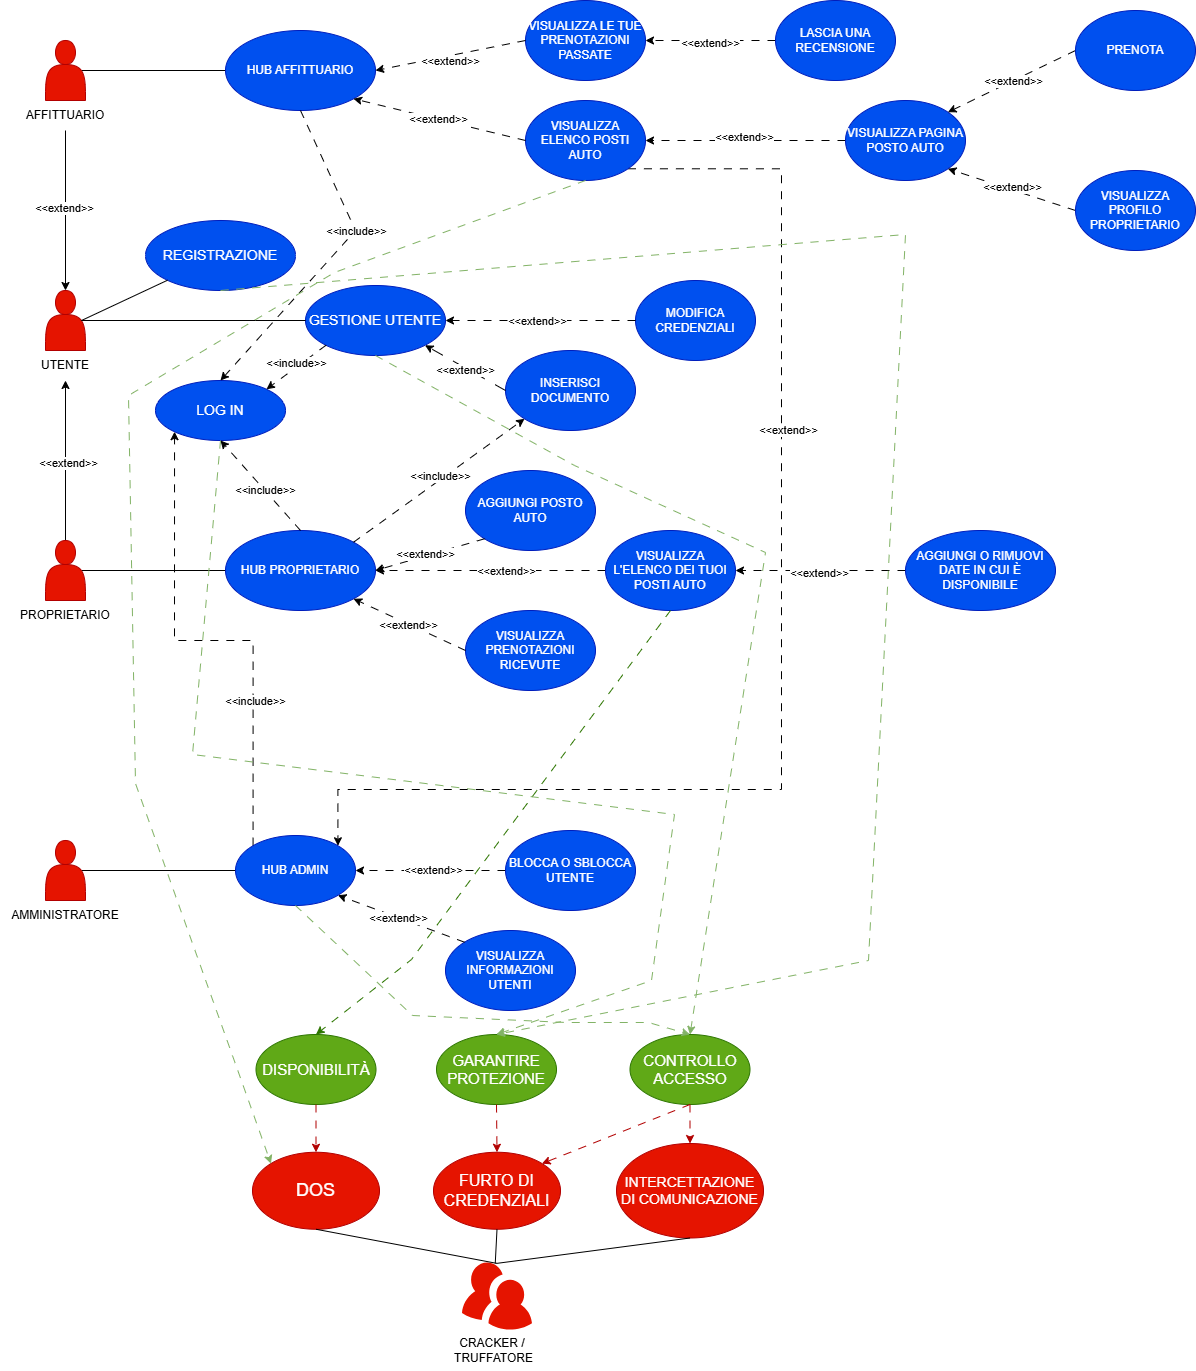 VISUALIZZA LE TUE
PRENOTAZIONI
PASSATE
<<extend>>
LASCIA UNA
RECENSIONE
PRENOTA
HUB AFFITTUARIO
<<extend>>
<<extend>>
AFFITTUARIO
<<extend>>
VISUALIZZA
ELENCO POSTI
AUTO
<<extend>>
VISUALIZZA PAGINA
POSTO AUTO
<<extend>>
VISUALIZZA
PROFILO
PROPRIETARIO
<<extend>>
<<include>>
REGISTRAZIONE
UTENTE
GESTIONE UTENTE
<<extend>>
MODIFICA
CREDENZIALI
<<include>>
<<extend>>
INSERISCI
DOCUMENTO
LOG IN
<<extend>>
<<extend>>
<<include>>
<<include>>
AGGIUNGI POSTO
AUTO
<<extend>>
PROPRIETARIO
HUB PROPRIETARIO
<<extend>>
VISUALIZZA
L'ELENCO DEI TUOI
POSTI AUTO
<<extend>>
AGGIUNGI O RIMUOVI
DATE IN CUI È
DISPONIBILE
<<extend>>
VISUALIZZA
PRENOTAZIONI
RICEVUTE
<<include>>
AMMINISTRATORE
HUB ADMIN
<<extend>>
BLOCCA O SBLOCCA
UTENTE
<<extend>>
VISUALIZZA
INFORMAZIONI
UTENTI
DISPONIBILITÀ
GARANTIRE
PROTEZIONE
CONTROLLO
ACCESSO
DOS
FURTO DI
CREDENZIALI
INTERCETTAZIONE
DI COMUNICAZIONE
CRACKER /
TRUFFATORE